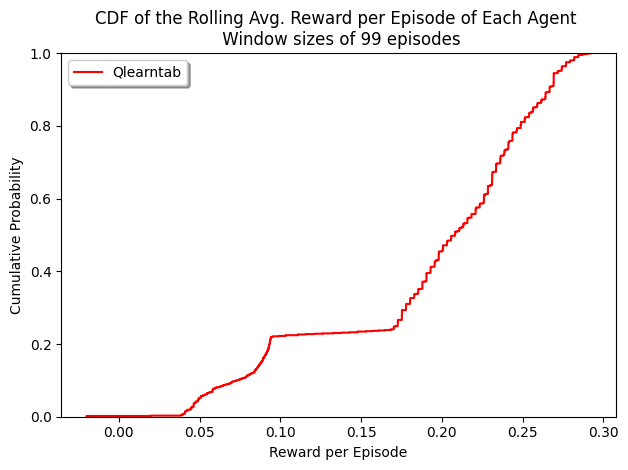 CDF of the Rolling Avg. Reward per Episode of Each Agent
Window sizes of 99 episodes
Qlearntab
1.0
0.8
0.6
0.4
0.2
0.0
Cumulative Probability
0.00 0.05 0.10 0.15 0.20 0.25 0.30
Reward per Episode